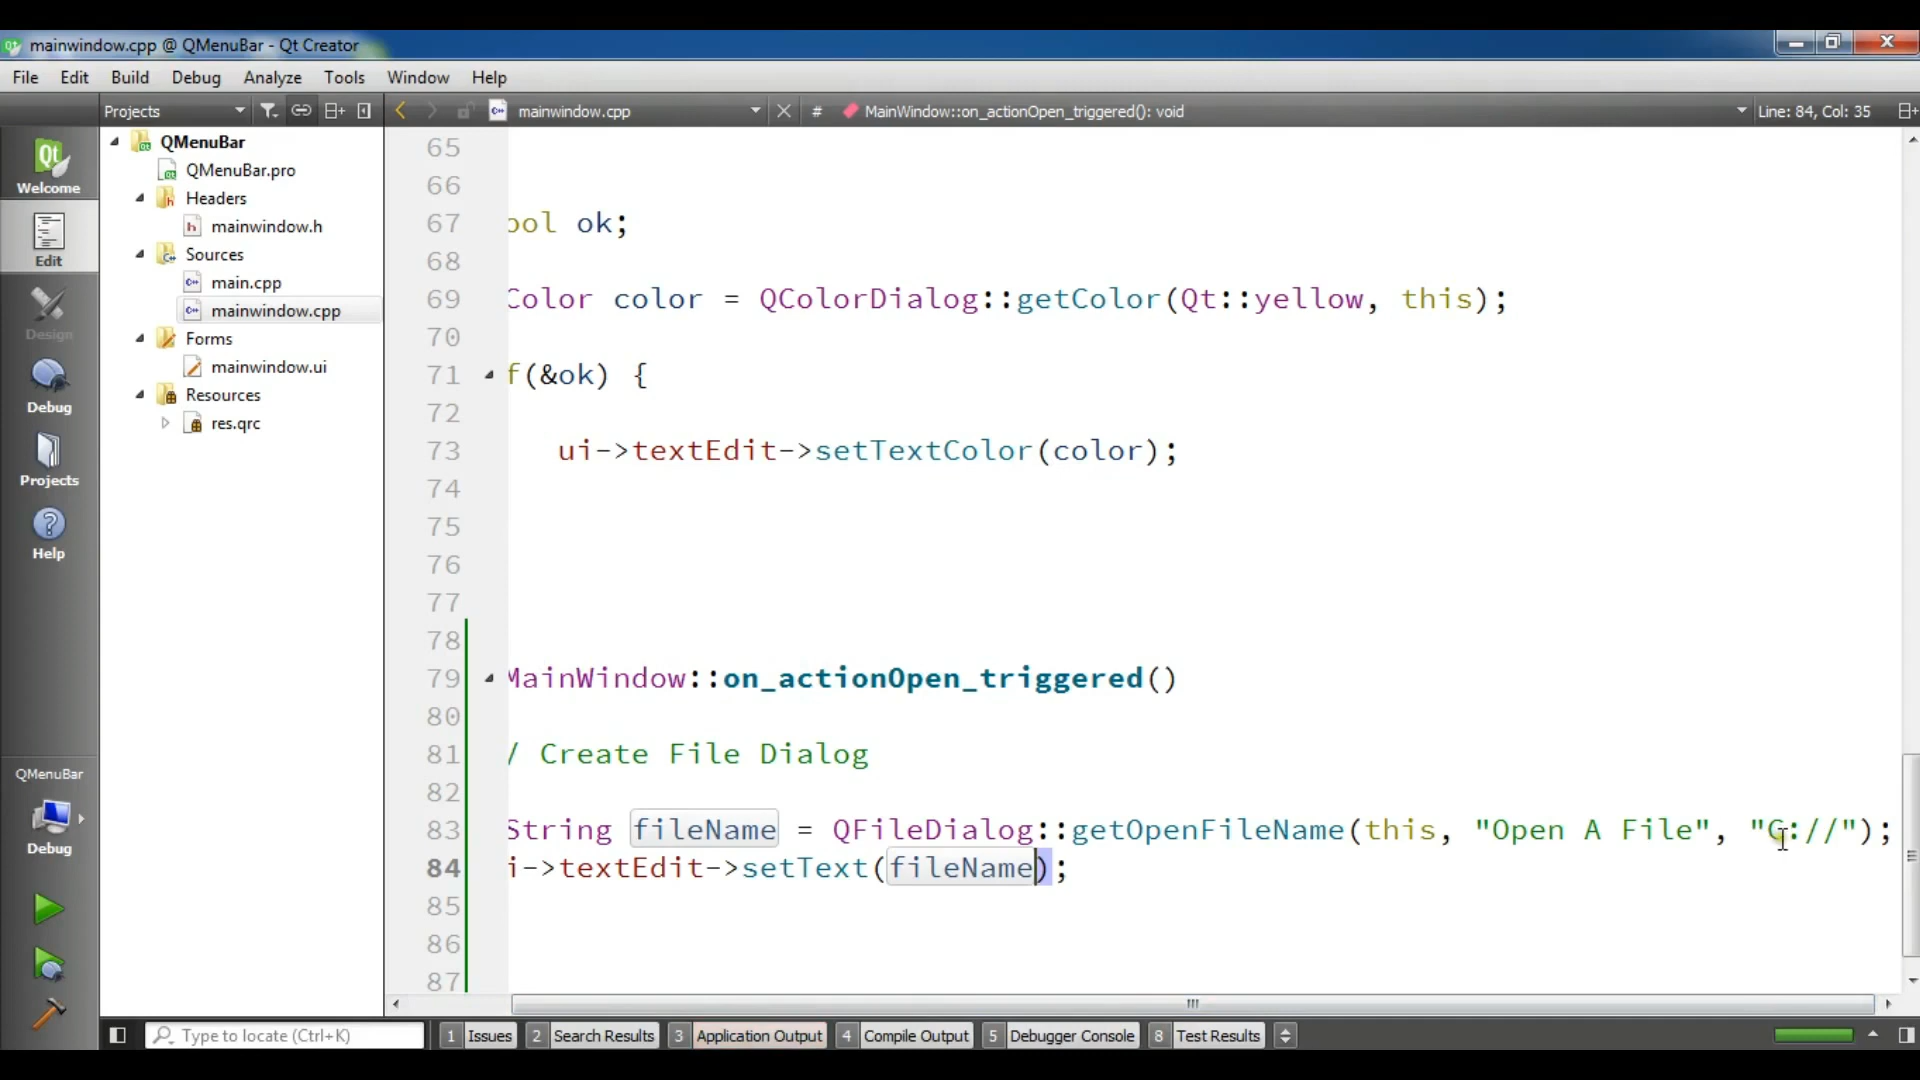 mainwindow.cpp @ QMenuBar - Qt Creator
File Edit Build Debug Analyze Tools Window Help
Projects mainwindow.cpp # MainWindow::on_actionOpen_triggered(): void Line: 84, Col: 35
Welcome
Edit
Design
Debug
Projects
Help
QMenuBar
Debug
QMenuBar
QMenuBar.pro
Headers
mainwindow.h
Sources
main.cpp
mainwindow.cpp
Forms
mainwindow.ui
Resources
res.qrc
65
66
67 ool ok;
68
69 Color color = QColorDialog::getColor(Qt::yellow, this);
70
71 f(&ok) {
72
73 ui->textEdit->setTextColor(color);
74
75
76
77
78
79 MainWindow::on_actionOpen_triggered()
80
81 / Create File Dialog
82
83 String fileName = QFileDialog::getOpenFileName(this, "Open A File", "C://");
84 i->textEdit->setText(fileName);
85
86
87
Type to locate (Ctrl+K) 1 Issues 2 Search Results 3 Application Output 4 Compile Output 5 Debugger Console 8 Test Results